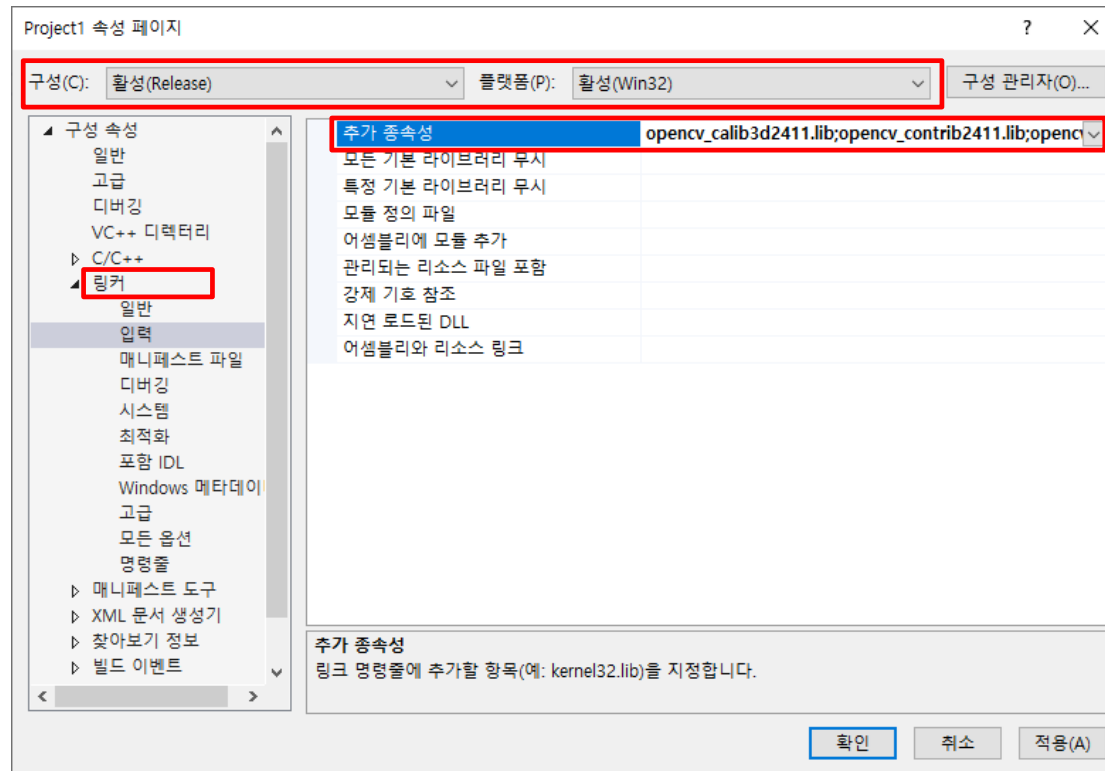 Project1 속성 페이지
구성(C): 활성(Release) 플랫폼(P): 활성(Win32) 구성 관리자(O)...
구성 속성
일반
고급
디버깅
VC++ 디렉터리
C/C++
링커
일반
입력
매니페스트 파일
디버깅
시스템
최적화
포함 IDL
Windows 메타데이
고급
모든 옵션
명령줄
매니페스트 도구
XML 문서 생성기
찾아보기 정보
빌드 이벤트
추가 종속성 opencv_calib3d2411.lib;opencv_contrib2411.lib;opencv
모든 기본 라이브러리 무시
특정 기본 라이브러리 무시
모듈 정의 파일
어셈블리에 모듈 추가
관리되는 리소스 파일 포함
강제 기호 참조
지연 로드된 DLL
어셈블리와 리소스 링크
추가 종속성
링크 명령줄에 추가할 항목(예: kernel32.lib)을 지정합니다.
확인 취소 적용(A)